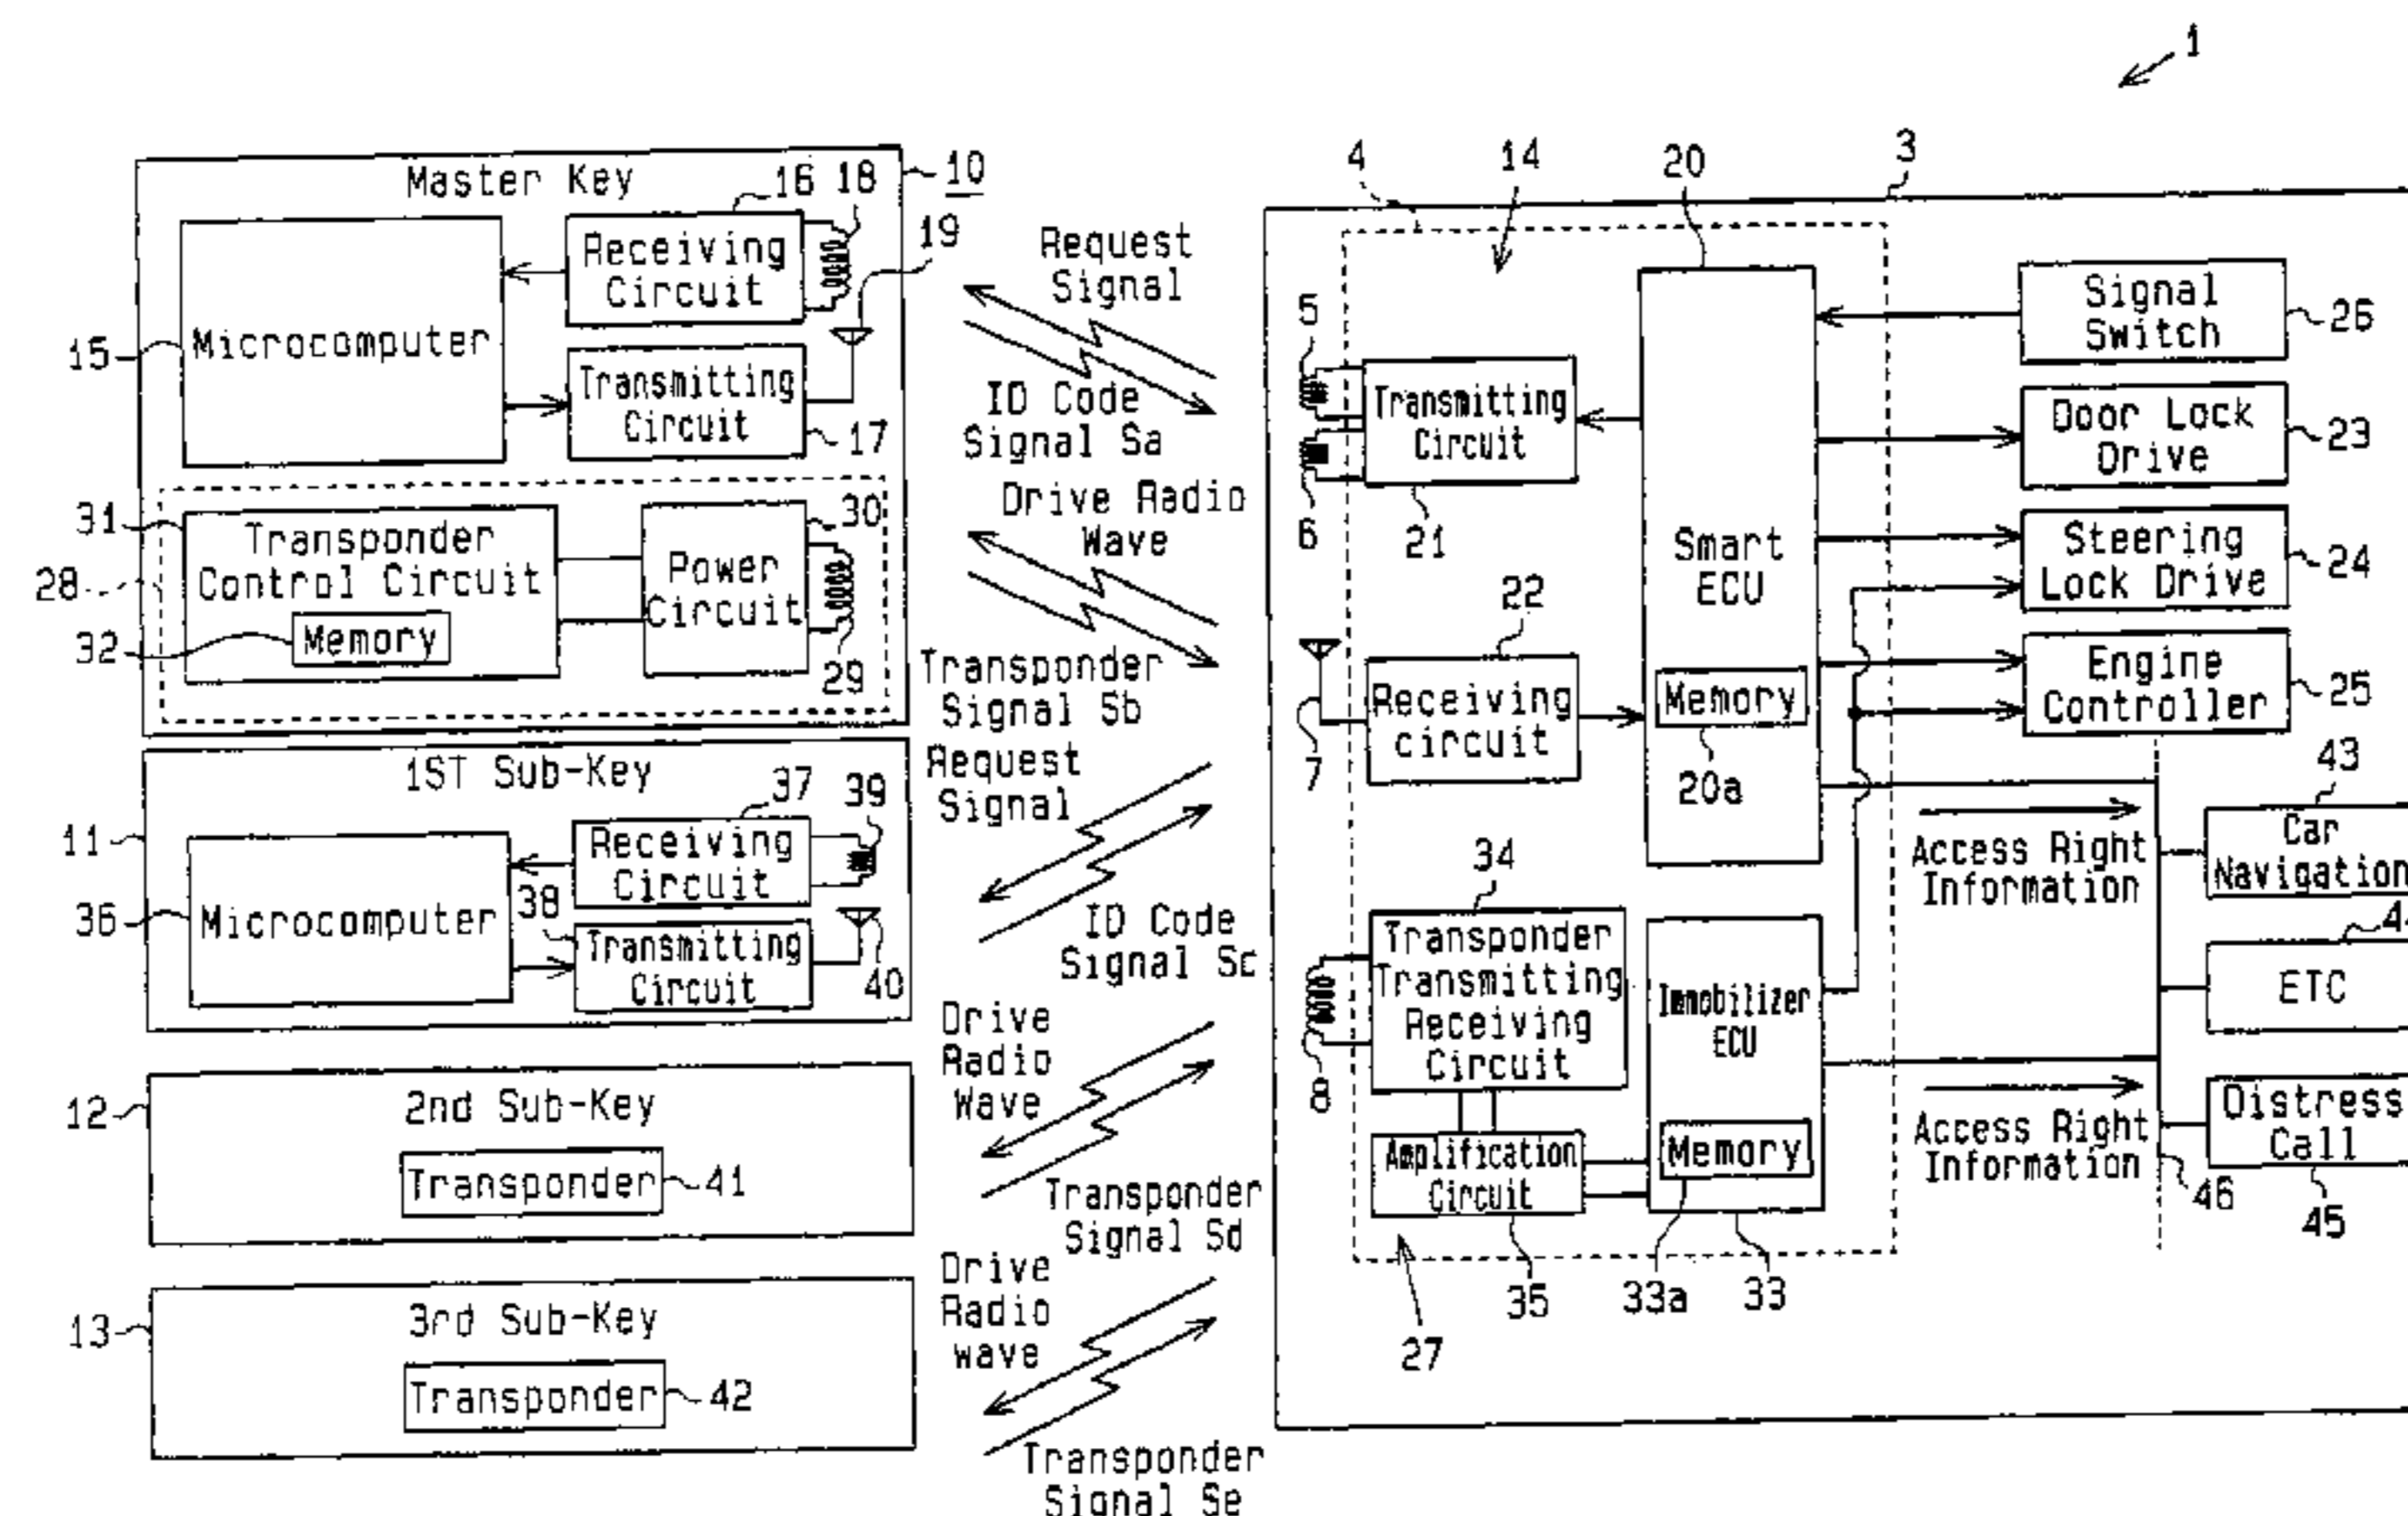 1
Master Key
10
16
18
19
Receiving
Circuit
15
Microcomputer
Transmitting
Circuit
17
31
Transponder
Control Circuit
28
32
Memory
30
Power
Circuit
29
1ST Sub-Key
11
37
39
Receiving
Circuit
36
Microcomputer
38
Transmitting
Circuit
40
12
2nd Sub-Key
Transponder
41
13
3rd Sub-Key
Transponder
42
Request
Signal
ID Code
Signal Sa
Drive Radio
Wave
Transponder
Signal Sb
Request
Signal
ID Code
Signal Sc
Drive
Radio
Wave
Transponder
Signal Sd
Drive
Radio
wave
Transponder
Signal Se
4
14
20
3
5
6
Transmitting
Circuit
21
Smart
ECU
22
7
Receiving
circuit
Memory
20a
34
Transponder
Transmitting
Receiving
Circuit
8
Immobilizer
ECU
Amplification
Circuit
Memory
35
33a
33
27
Signal
Switch
26
Door Lock
Drive
23
Steering
Lock Drive
24
Engine
Controller
25
Access Right
Information
43
Car
Navigation
44
ETC
Access Right
Information
Distress
Call
46
45